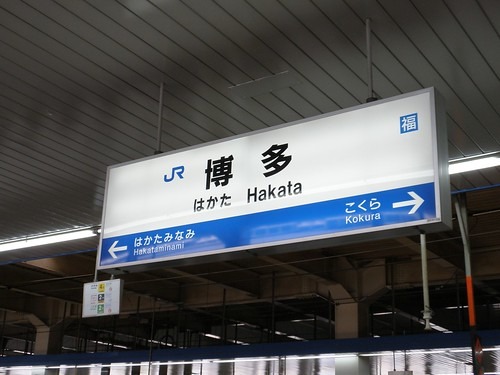 JR 博多 福
はかた Hakata
はかたみなみ
Hakataminami
こくら
Kokura